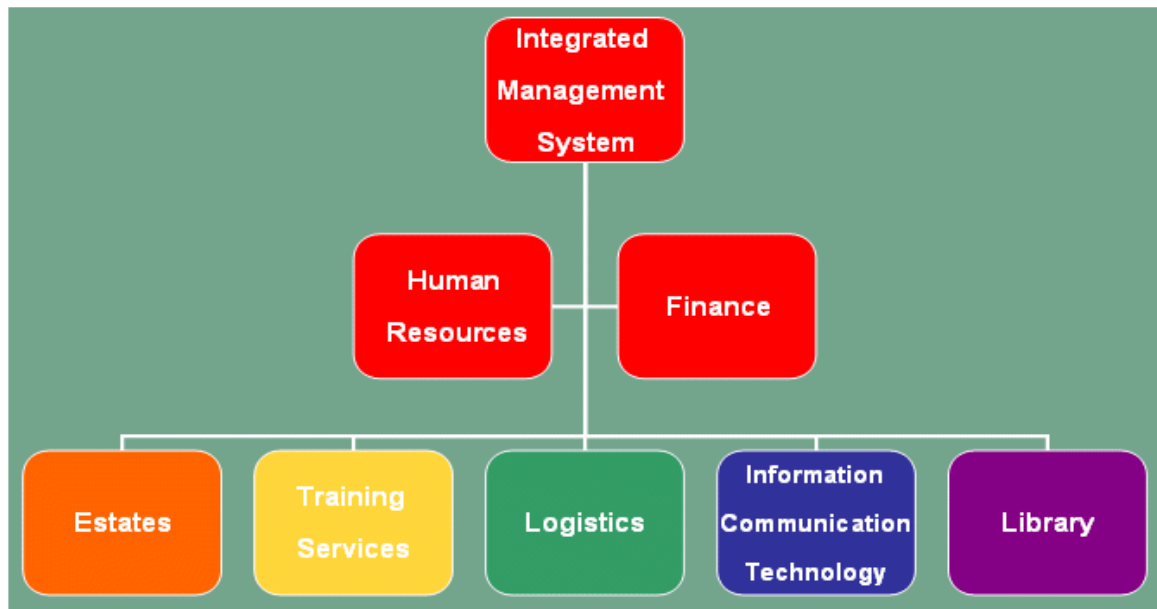 Integrated
Management
System
Human
Resources
Finance
Estates
Training
Services
Logistics
Information
Communication
Technology
Library